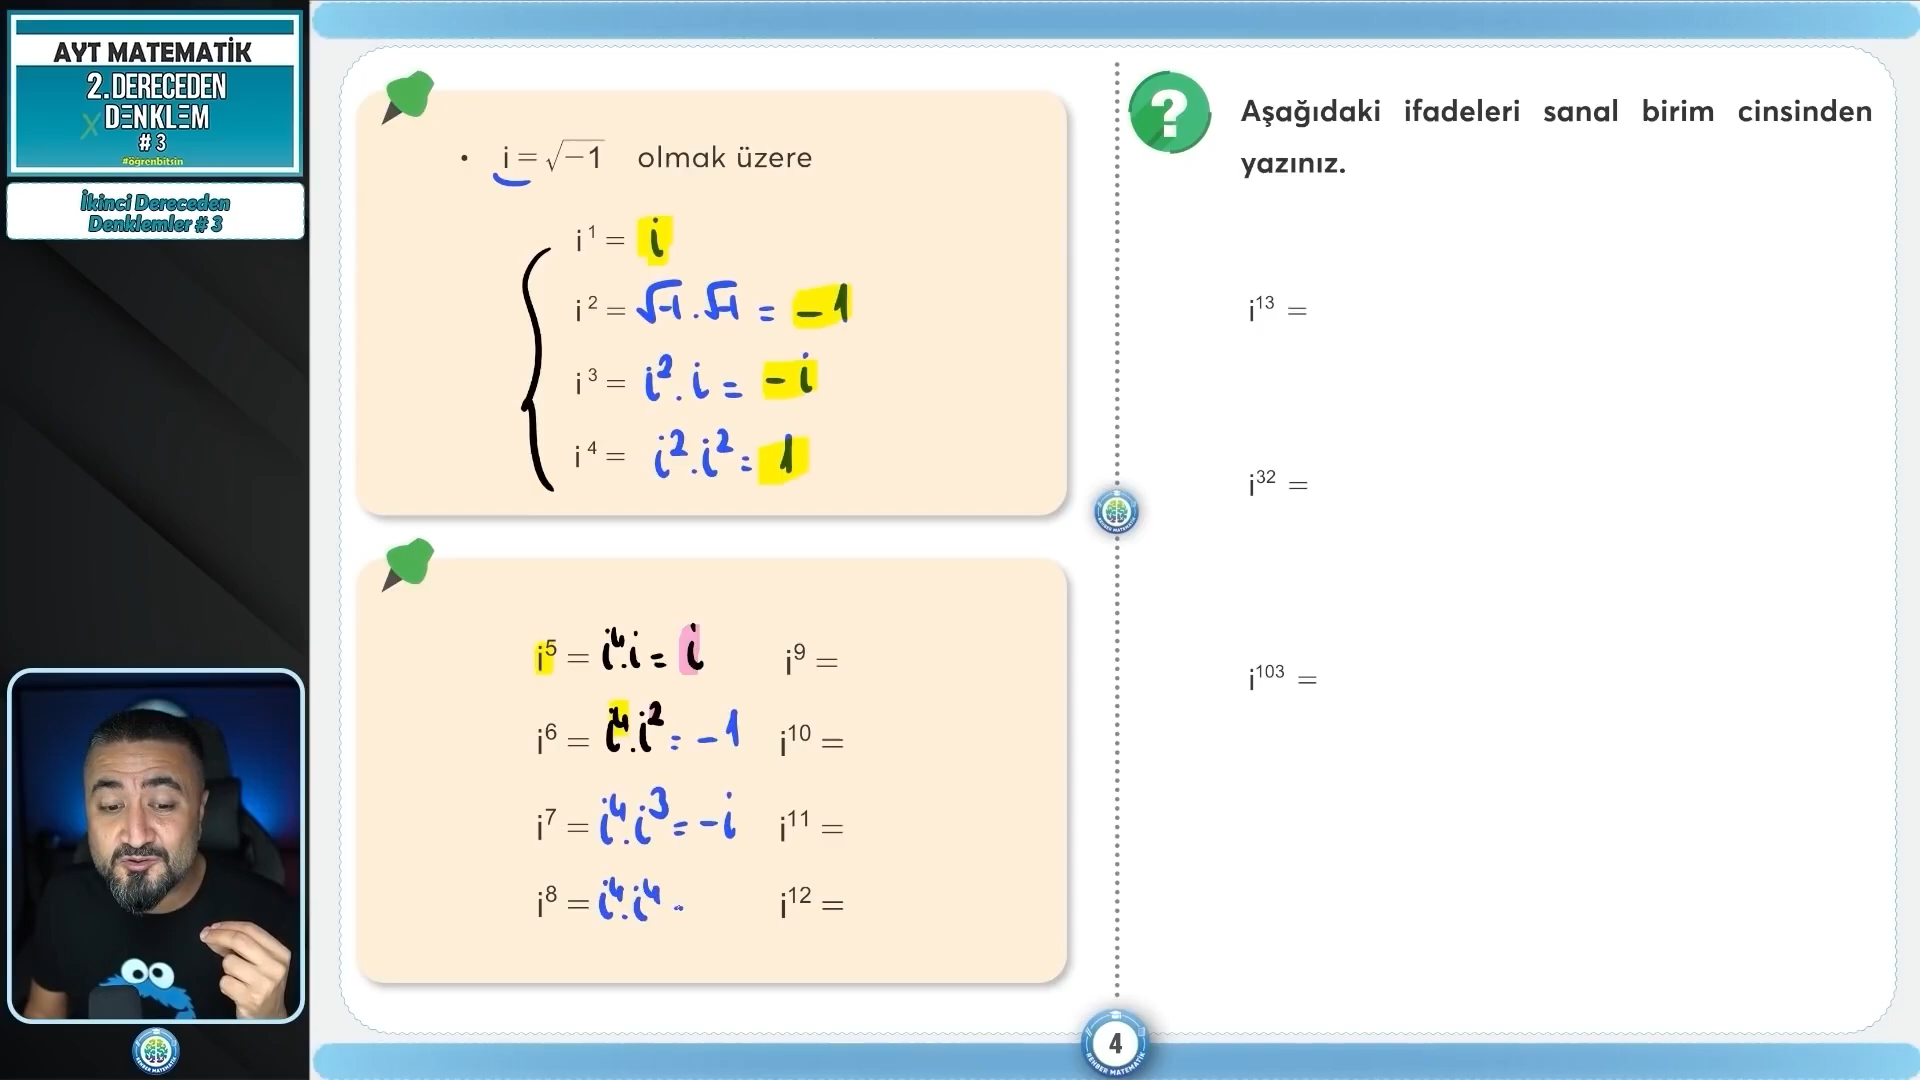 AYT MATEMATİK
2. DERECEDEN
DENKLEM
# 3
#öğrenbitsin
İkinci Dereceden
Denklemler # 3
• i = √−1 olmak üzere
i¹ = i
i² = √-1 . √-1 = -1
i³ = i² . i = -i
i⁴ = i² . i² = 1
i⁵ = i⁴ . i = i
i⁶ = i⁴ . i² = -1
i⁷ = i⁴ . i³ = -i
i⁸ = i⁴ . i⁴
i⁹ =
i¹⁰ =
i¹¹ =
i¹² =
Aşağıdaki ifadeleri sanal birim cinsinden
yazınız.
i¹³ =
i³² =
i¹⁰³ =
4
REHBER MATEMATİK